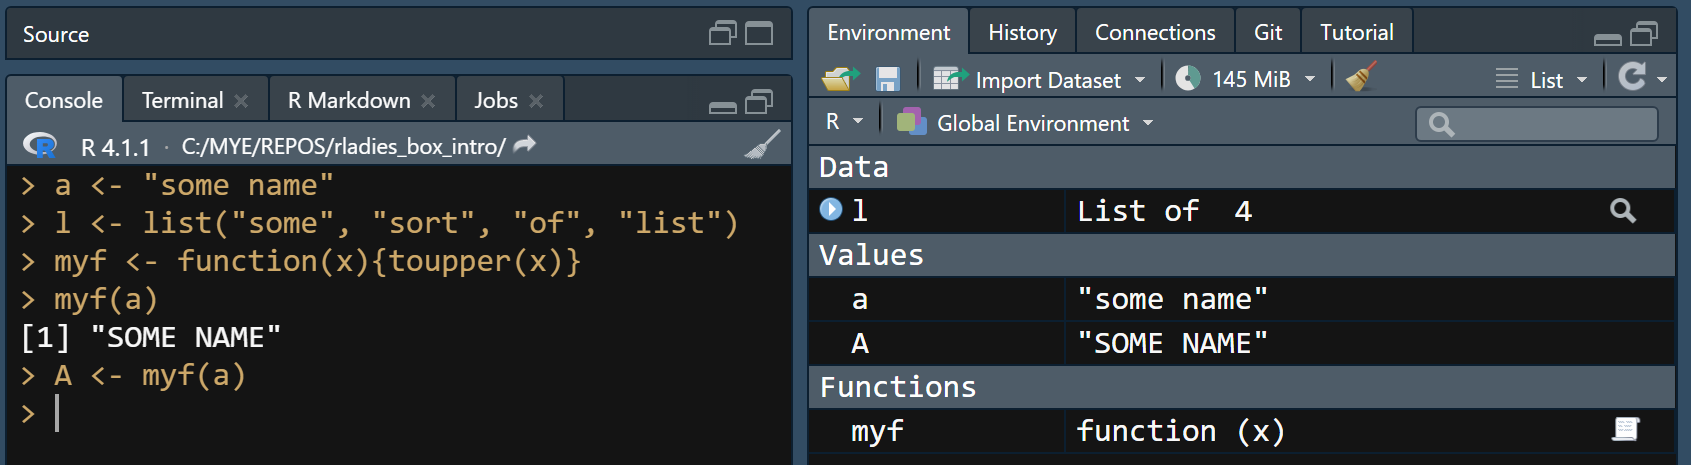 Source
Console Terminal R Markdown Jobs
R 4.1.1 · C:/MYE/REPOS/rladies_box_intro/
> a <- "some name"
> l <- list("some", "sort", "of", "list")
> myf <- function(x){toupper(x)}
> myf(a)
[1] "SOME NAME"
> A <- myf(a)
>
Environment History Connections Git Tutorial
Import Dataset 145 MiB List
R Global Environment
Data
l List of  4
Values
a "some name"
A "SOME NAME"
Functions
myf function (x)